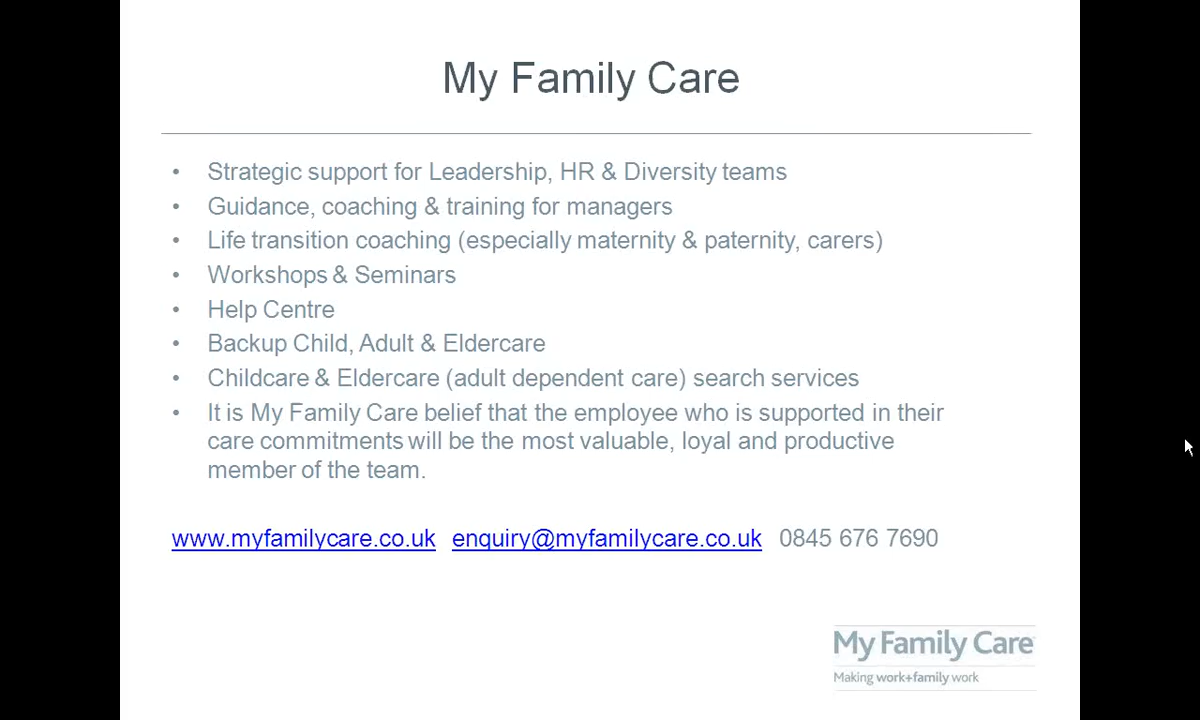 My Family Care
• Strategic support for Leadership, HR & Diversity teams
• Guidance, coaching & training for managers
• Life transition coaching (especially maternity & paternity, carers)
• Workshops & Seminars
• Help Centre
• Backup Child, Adult & Eldercare
• Childcare & Eldercare (adult dependent care) search services
• It is My Family Care belief that the employee who is supported in their
care commitments will be the most valuable, loyal and productive
member of the team.
www.myfamilycare.co.uk enquiry@myfamilycare.co.uk 0845 676 7690
My Family Care
Making work+family work